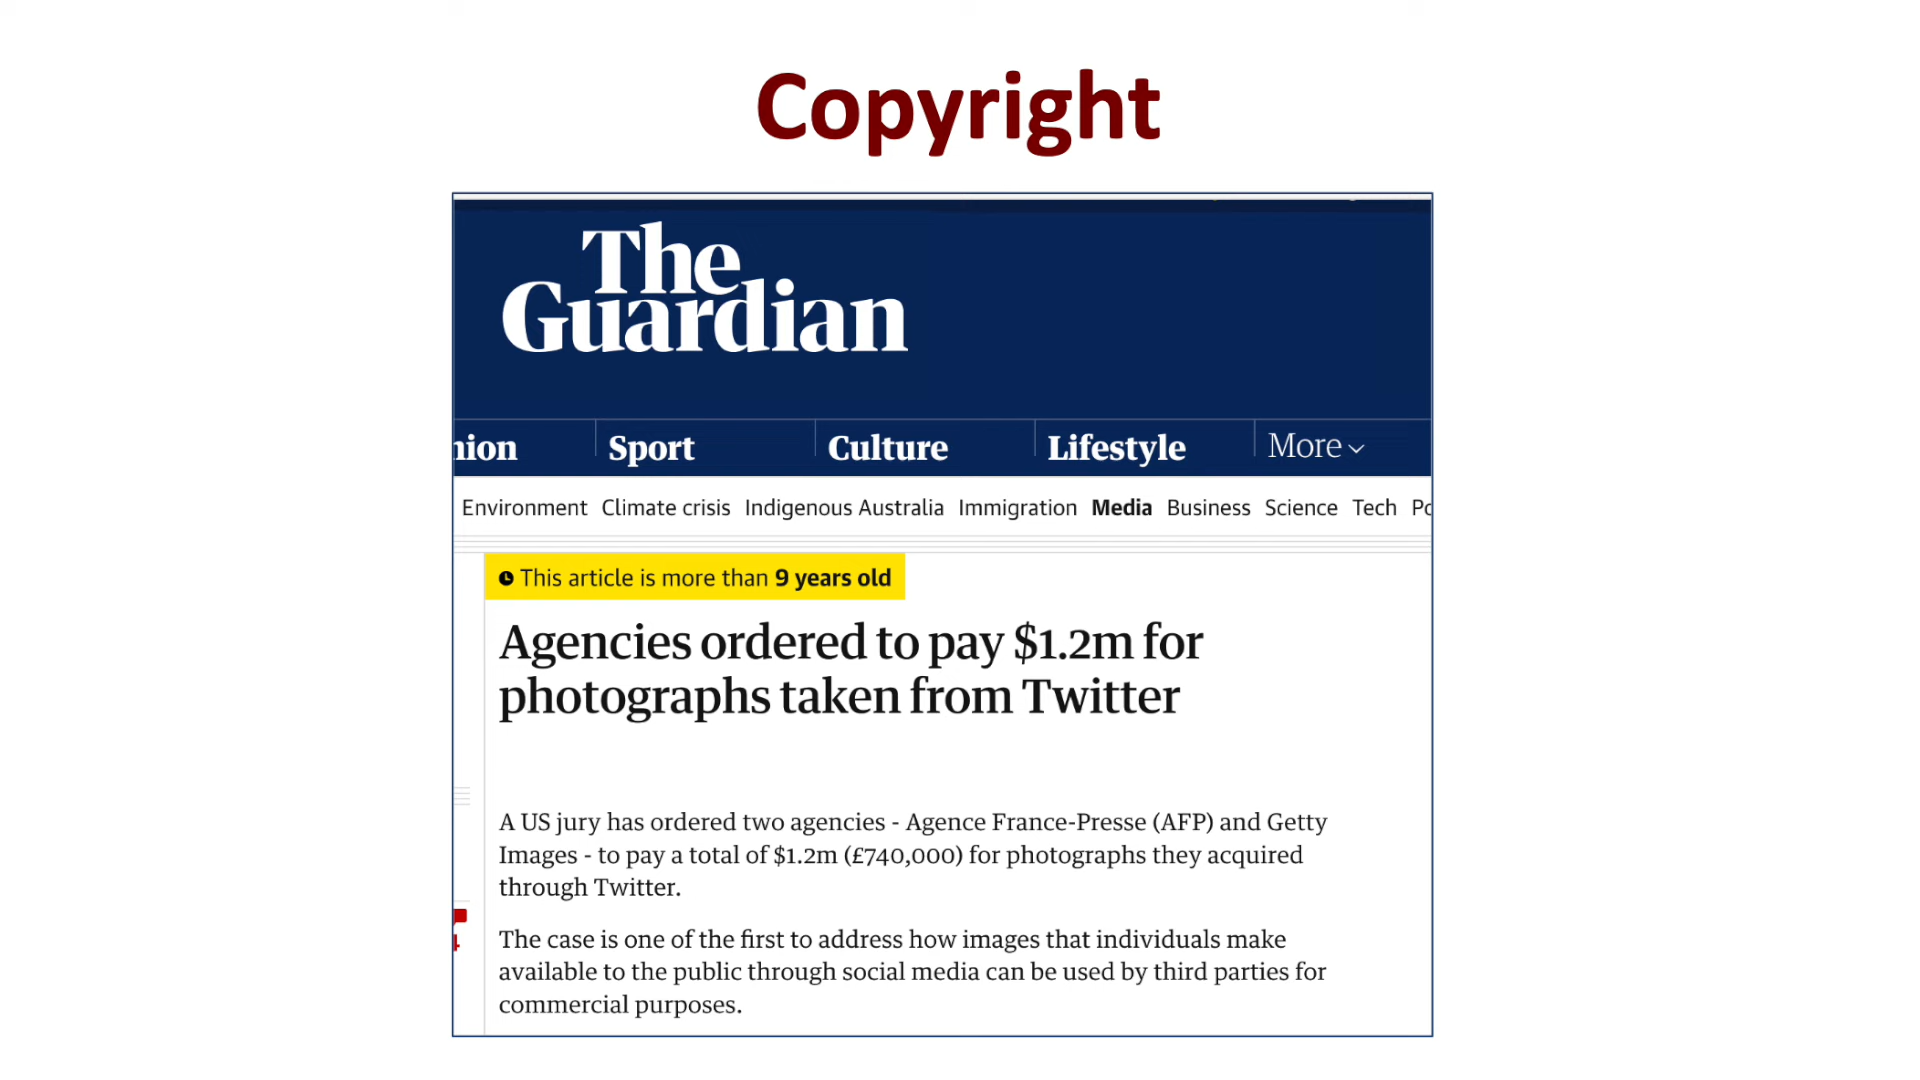 Copyright
The
Guardian
nion Sport Culture Lifestyle More
Environment Climate crisis Indigenous Australia Immigration Media Business Science Tech Po
This article is more than 9 years old
Agencies ordered to pay $1.2m for
photographs taken from Twitter
A US jury has ordered two agencies - Agence France-Presse (AFP) and Getty
Images - to pay a total of $1.2m (£740,000) for photographs they acquired
through Twitter.
The case is one of the first to address how images that individuals make
available to the public through social media can be used by third parties for
commercial purposes.